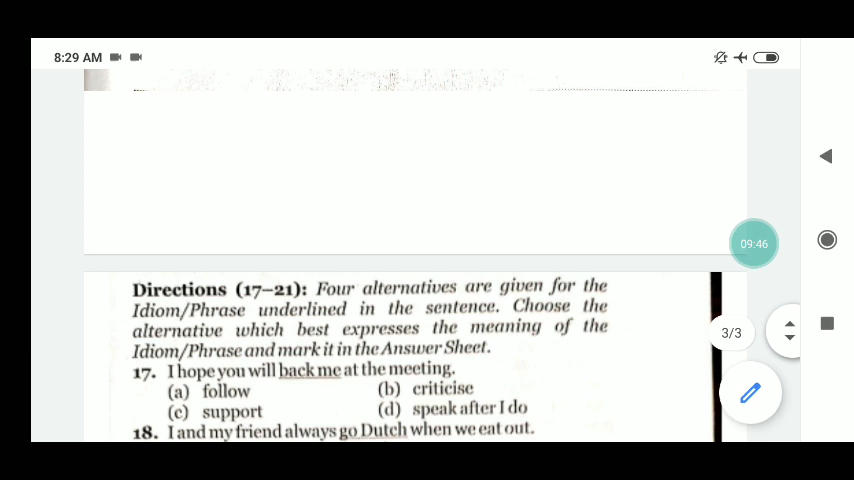 8:29 AM
09:46
Directions (17–21): Four alternatives are given for the
Idiom/Phrase underlined in the sentence. Choose the
alternative which best expresses the meaning of the
Idiom/Phrase and mark it in the Answer Sheet.
3/3
17. I hope you will back me at the meeting.
(a) follow (b) criticise
(c) support (d) speak after I do
18. I and my friend always go Dutch when we eat out.